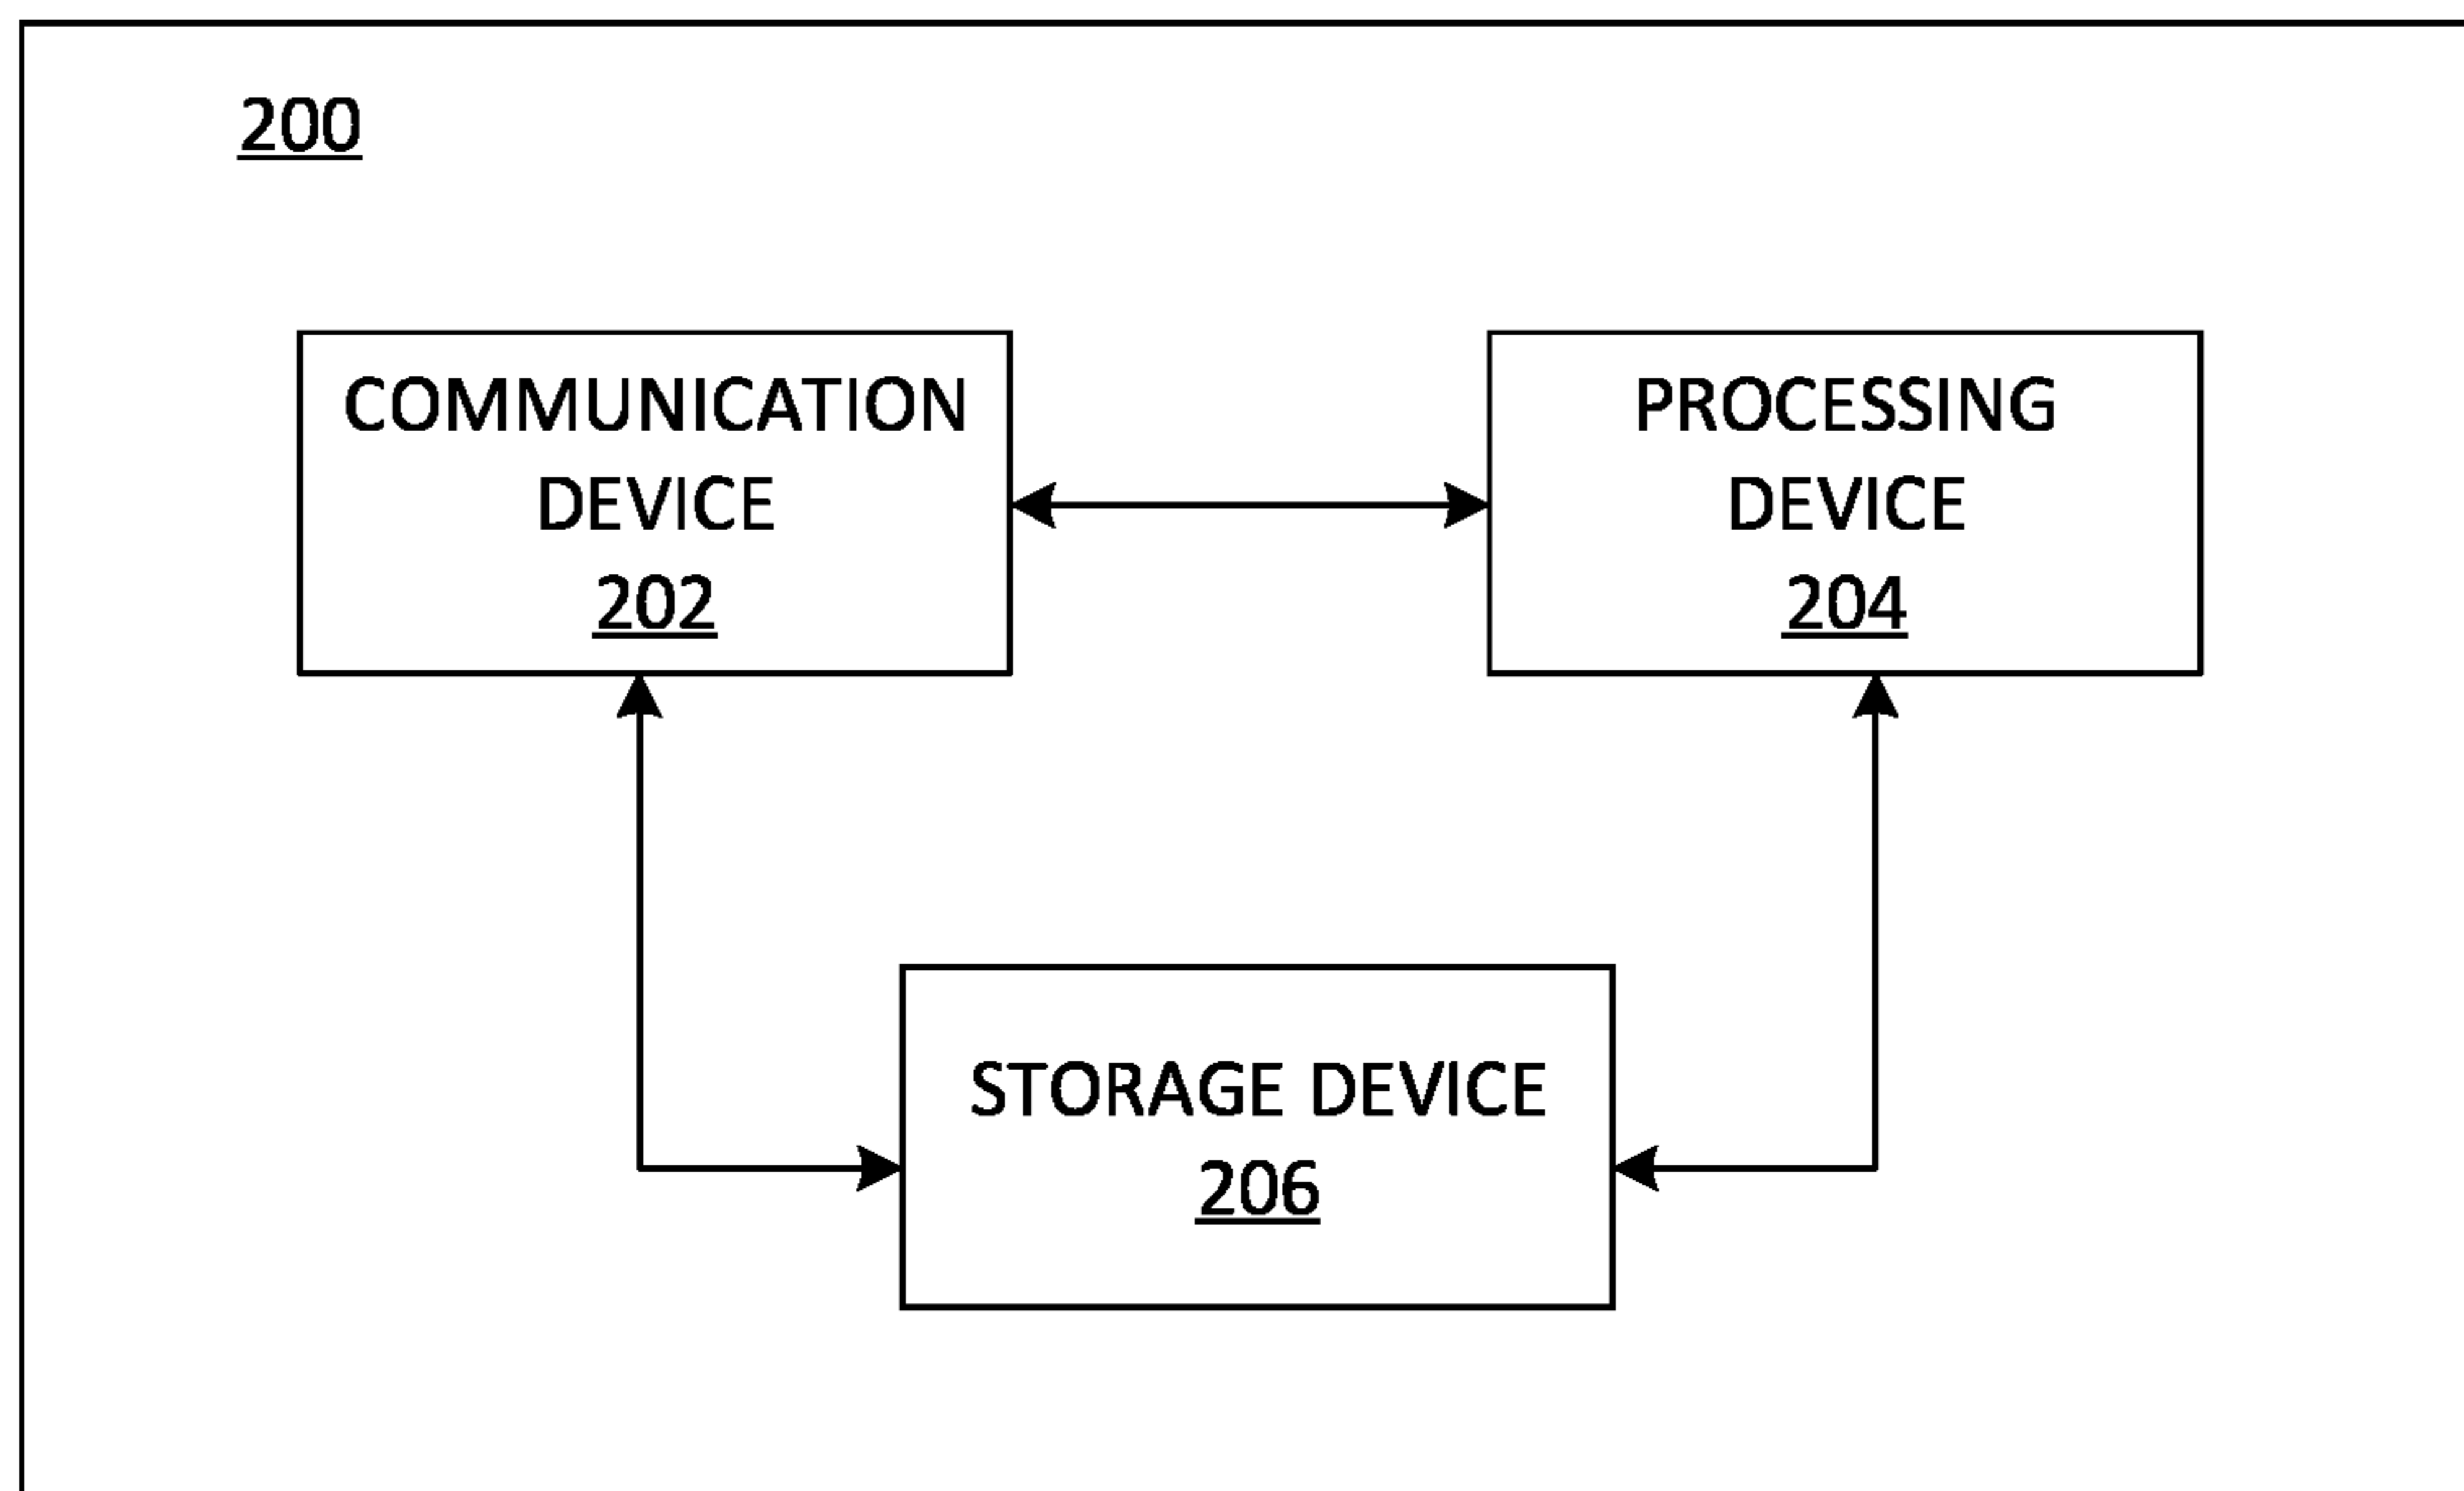 200
COMMUNICATION
DEVICE
202
PROCESSING
DEVICE
204
STORAGE DEVICE
206